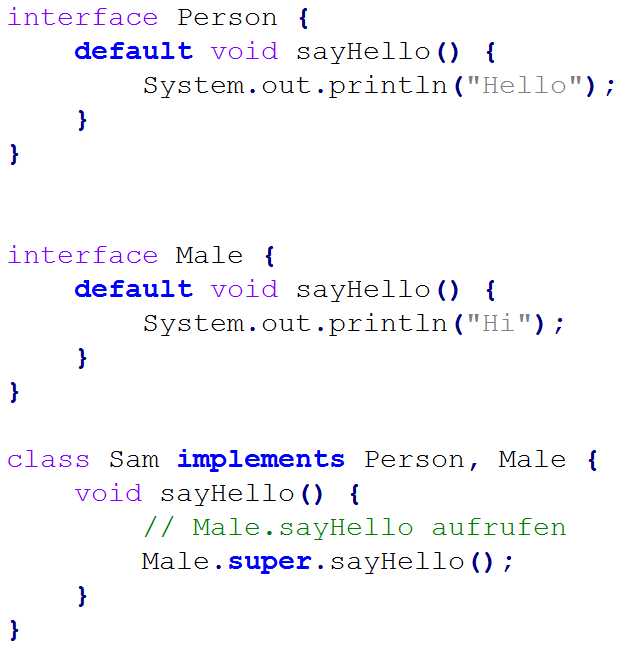 interface Person {
    default void sayHello() {
        System.out.println("Hello");
    }
}
interface Male {
    default void sayHello() {
        System.out.println("Hi");
    }
}
class Sam implements Person, Male {
    void sayHello() {
        // Male.sayHello aufrufen
        Male.super.sayHello();
    }
}